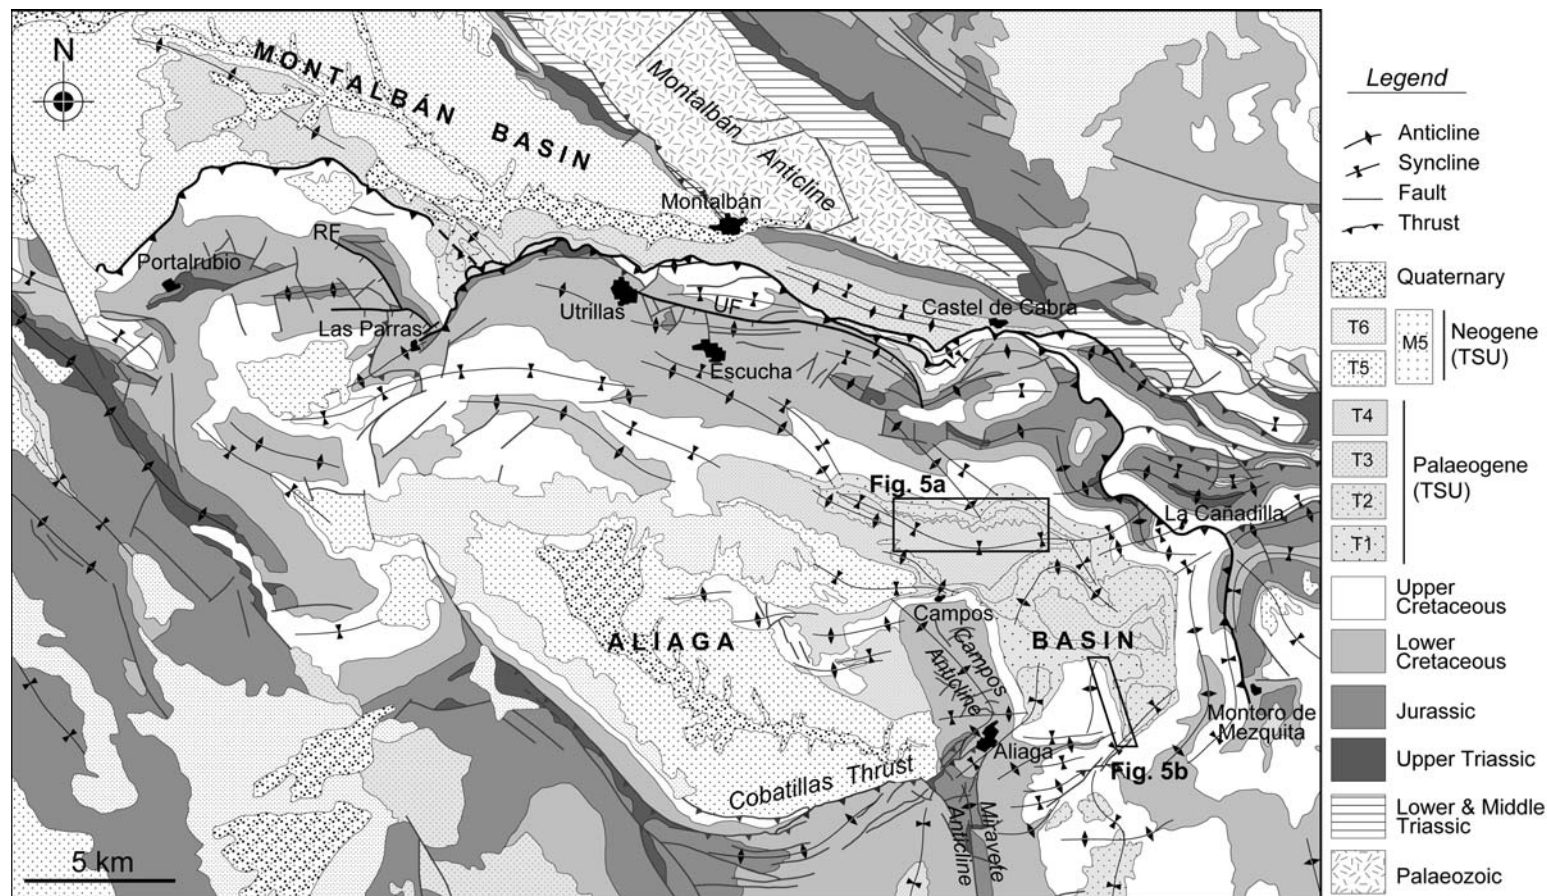 N
MONTALBÁN BASIN
Montalbán
Anticline
Montalbán
RF
Portalrubio
Las Parras
Utrillas
UF
Castel de Cabra
Escucha
Fig. 5a
La Cañadilla
Campos
ALIAGA
BASIN
Campos
Anticline
Montoro de
Mezquita
Aliaga
Fig. 5b
Cobatillas Thrust
Miravete
Anticline
5 km
Legend
Anticline
Syncline
Fault
Thrust
Quaternary
T6
T5
M5
Neogene
(TSU)
T4
T3
T2
T1
Palaeogene
(TSU)
Upper
Cretaceous
Lower
Cretaceous
Jurassic
Upper Triassic
Lower & Middle
Triassic
Palaeozoic